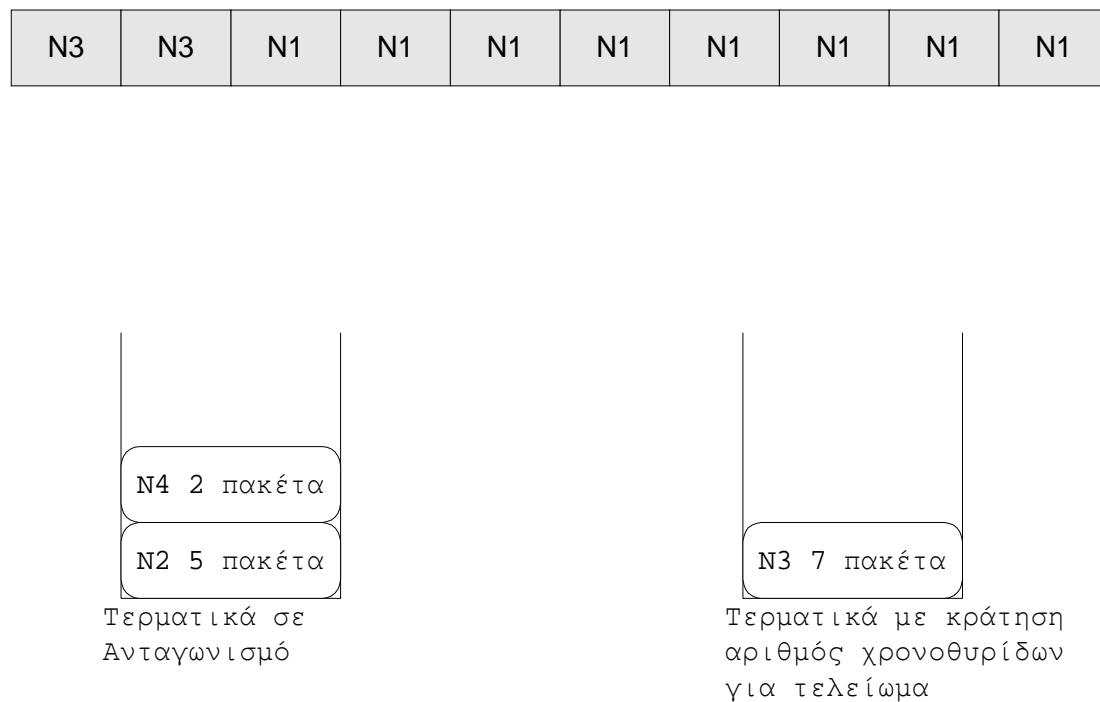 N3 N3 N1 N1 N1 N1 N1 N1 N1 N1
N4 2 πακέτα
N2 5 πακέτα
Τερματικά σε
Ανταγωνισμό
N3 7 πακέτα
Τερματικά με κράτηση
αριθμός χρονοθυρίδων
για τελείωμα